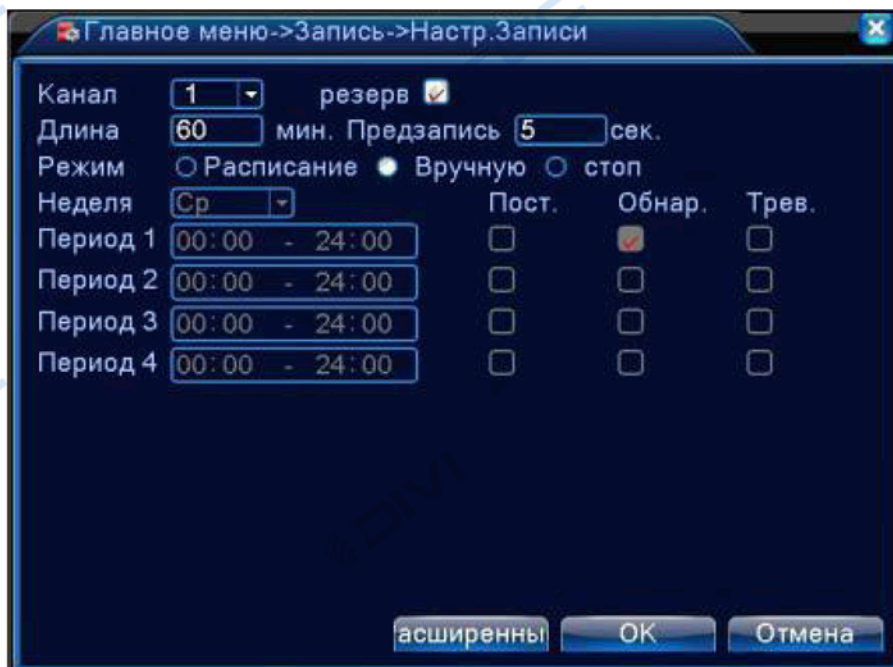 Главное меню->Запись->Настр.Записи
Канал 1 резерв
Длина 60 мин. Предзапись 5 сек.
Режим Расписание Вручную стоп
Неделя Ср Пост. Обнар. Трев.
Период 1 00:00 - 24:00
Период 2 00:00 - 24:00
Период 3 00:00 - 24:00
Период 4 00:00 - 24:00
DIVI
асширенны OK Отмена